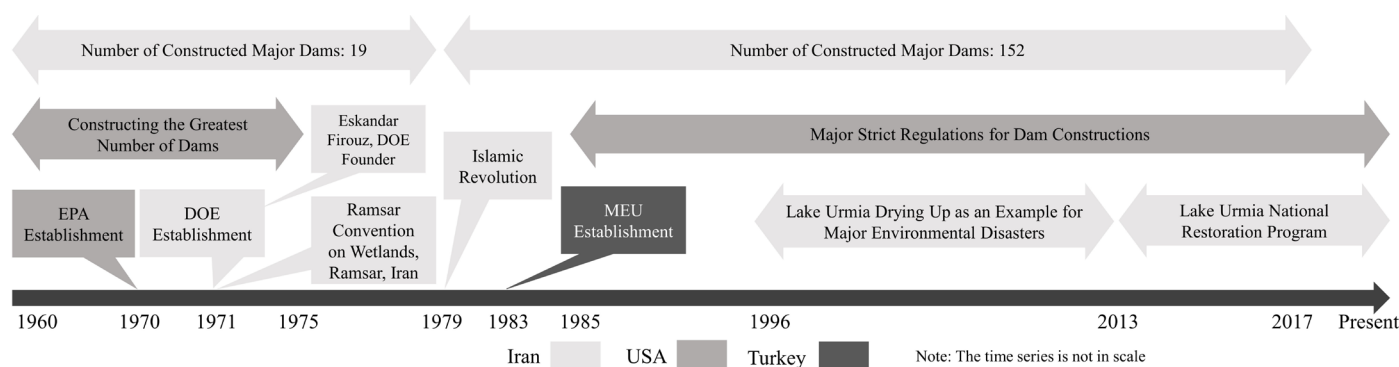 Number of Constructed Major Dams: 19
Number of Constructed Major Dams: 152
Constructing the Greatest
Number of Dams
Eskandar
Firouz, DOE
Founder
Islamic
Revolution
Major Strict Regulations for Dam Constructions
EPA
Establishment
DOE
Establishment
Ramsar
Convention
on Wetlands,
Ramsar, Iran
MEU
Establishment
Lake Urmia Drying Up as an Example for
Major Environmental Disasters
Lake Urmia National
Restoration Program
1960 1970 1971 1975 1979 1983 1985 1996 2013 2017 Present
Iran USA Turkey Note: The time series is not in scale